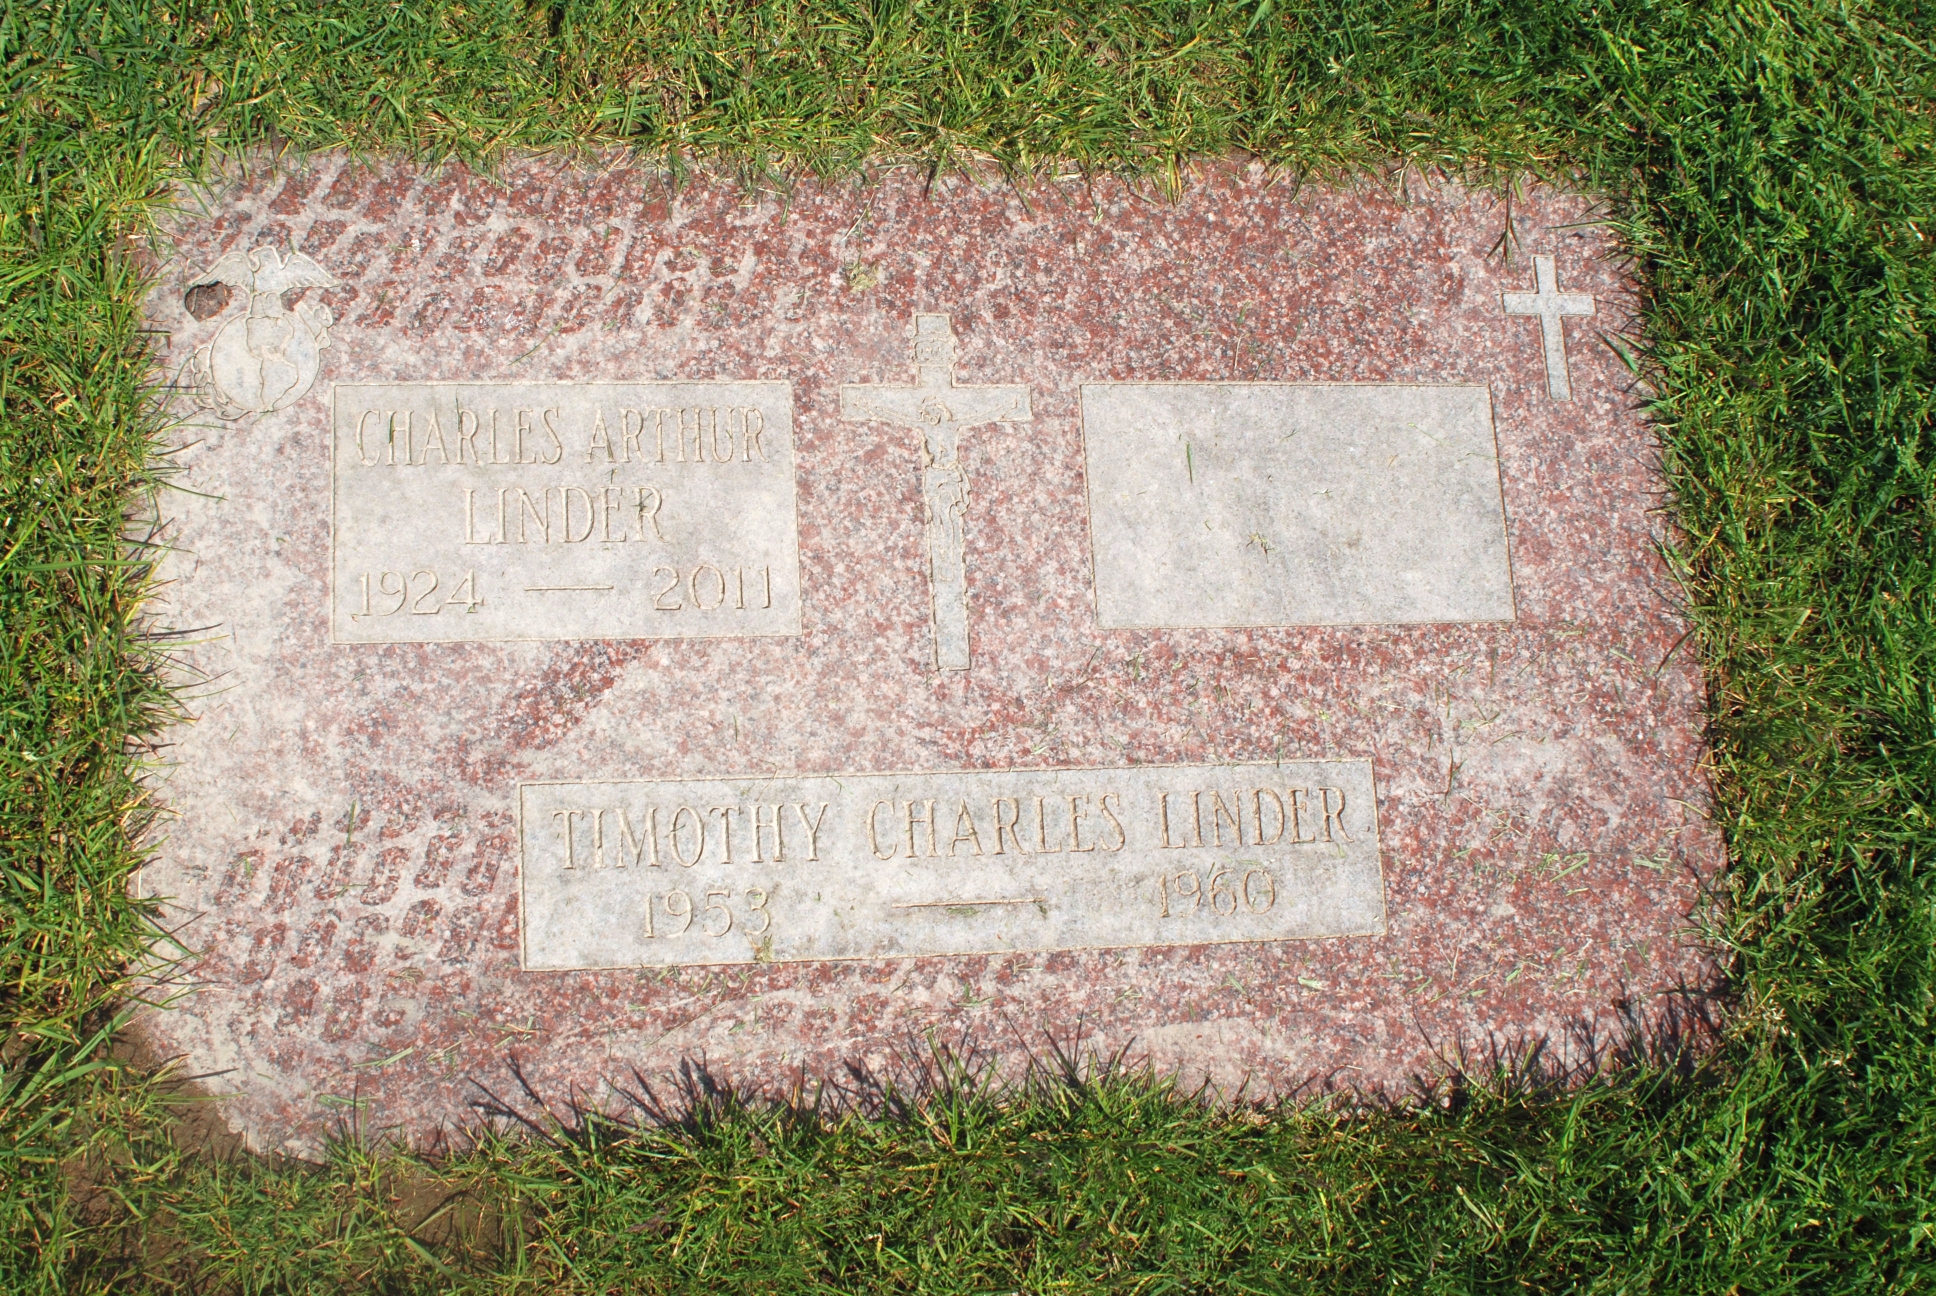 CHARLES ARTHUR
LINDER
1924 — 2011
TIMOTHY CHARLES LINDER
1953 — 1960